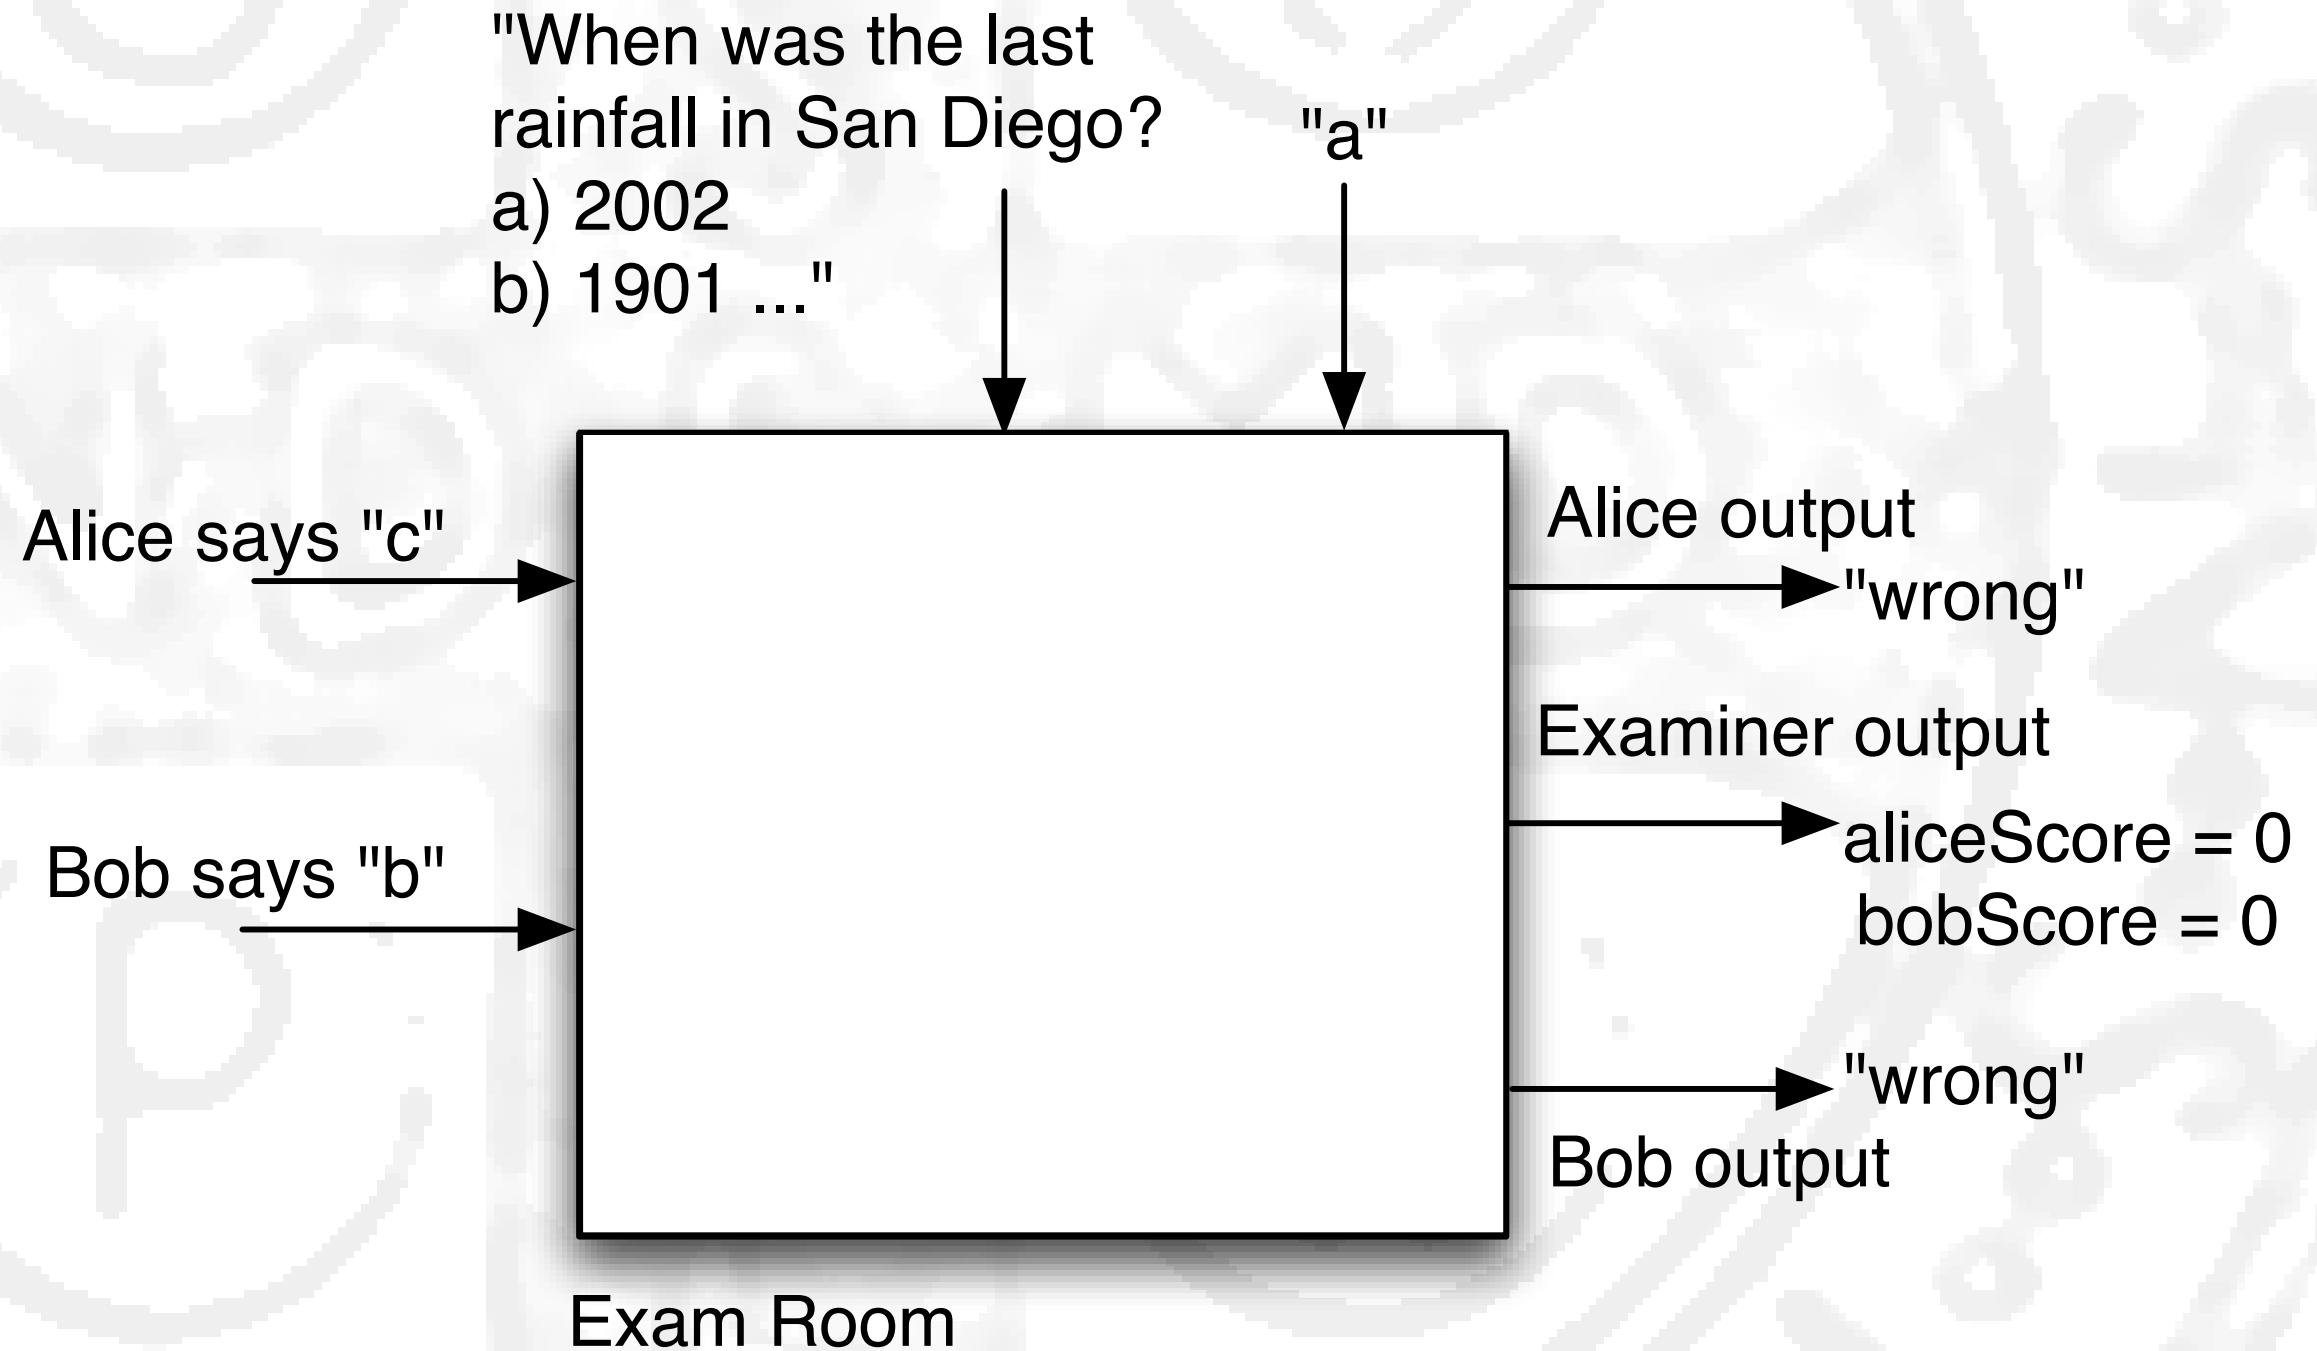 "When was the last
rainfall in San Diego?
a) 2002
b) 1901 ..."
"a"
Alice says "c"
Bob says "b"
Alice output
"wrong"
Examiner output
aliceScore = 0
bobScore = 0
"wrong"
Bob output
Exam Room